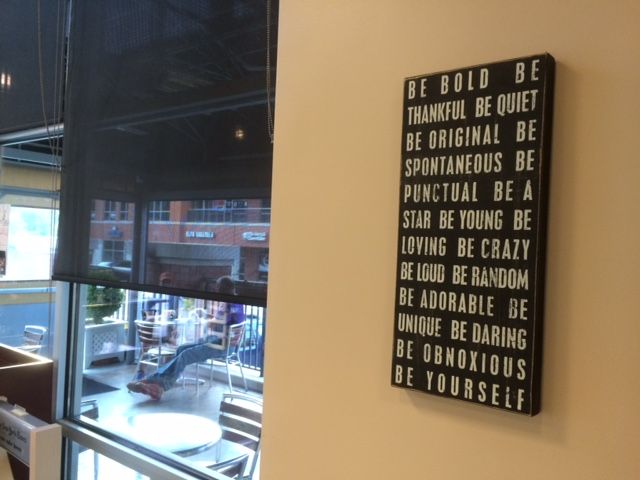 BE BOLD BE
THANKFUL BE QUIET
BE ORIGINAL BE
SPONTANEOUS BE
PUNCTUAL BE A
STAR BE YOUNG BE
LOVING BE CRAZY
BE LOUD BE RANDOM
BE ADORABLE BE
UNIQUE BE DARING
BE OBNOXIOUS
BE YOURSELF